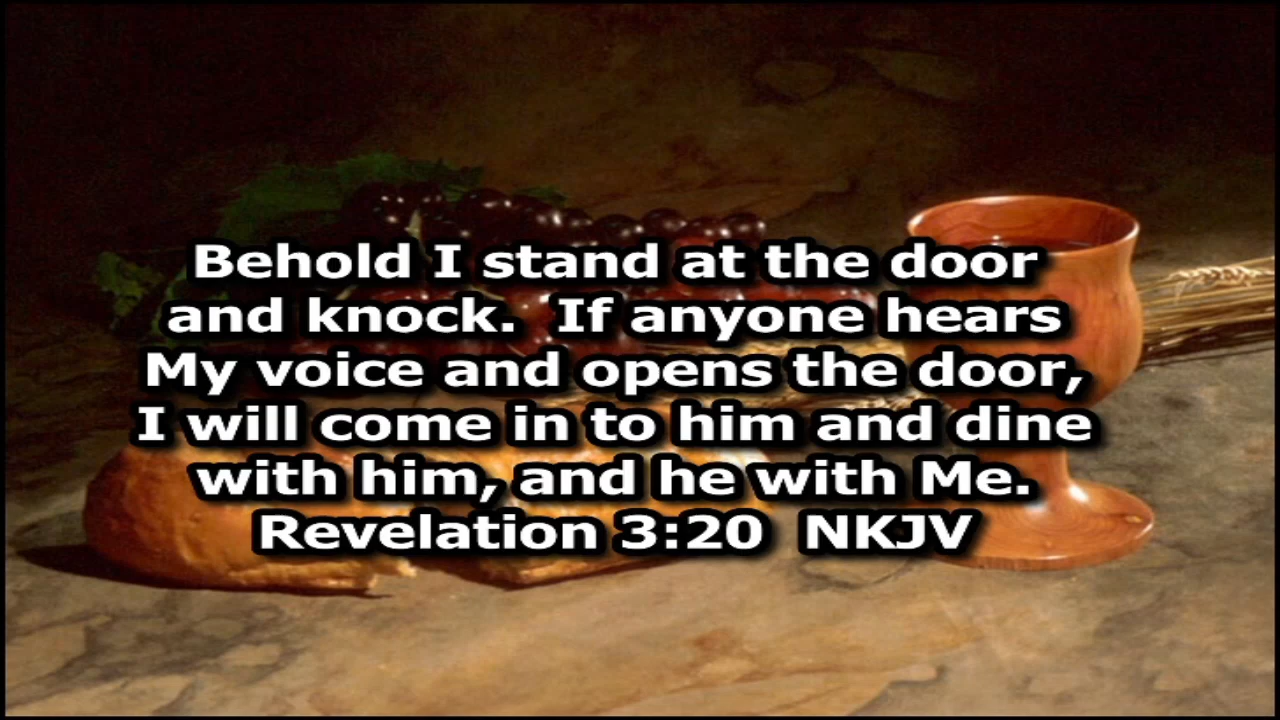 Behold I stand at the door
and knock.  If anyone hears
My voice and opens the door,
I will come in to him and dine
with him, and he with Me.
Revelation 3:20  NKJV